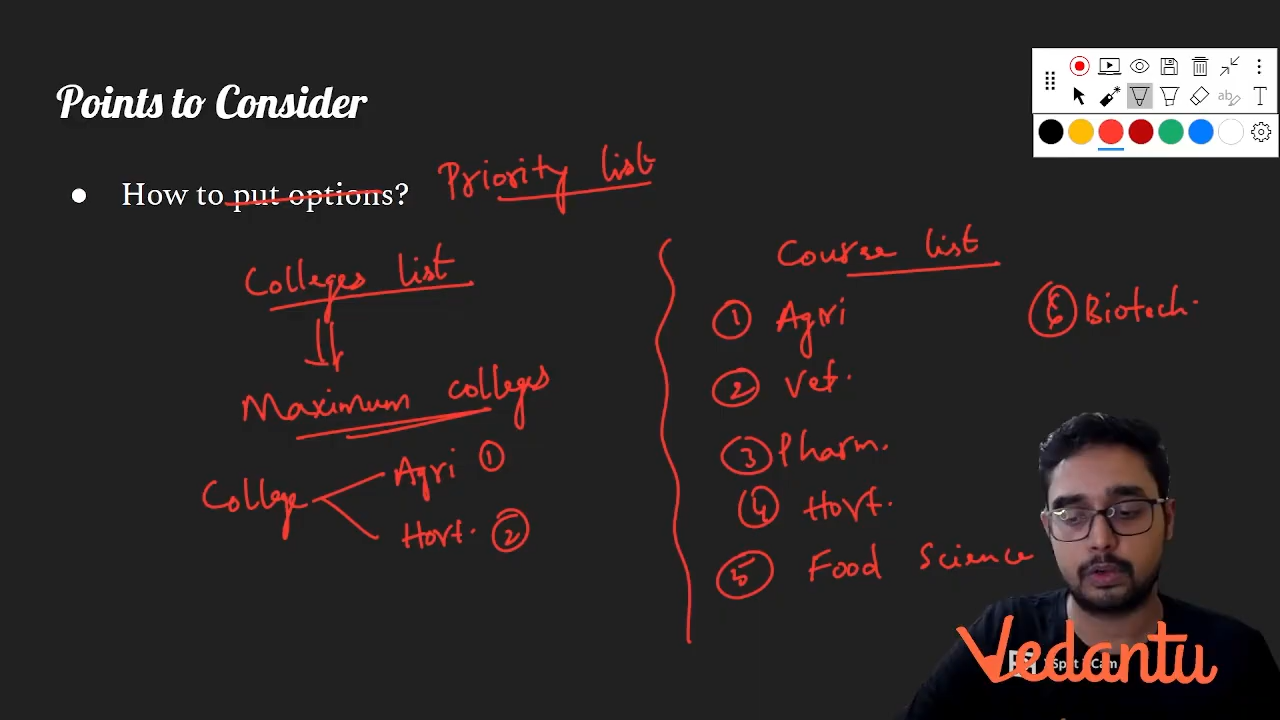 Points to Consider
● How to put options?
Priority list
Colleges list
Maximum colleges
College
Agri ①
Hort. ②
Course list
① Agri
② Vet.
③ Pharm.
④ Hort.
⑤ Food Science
⑥ Biotech.
ab
T
Vedantu